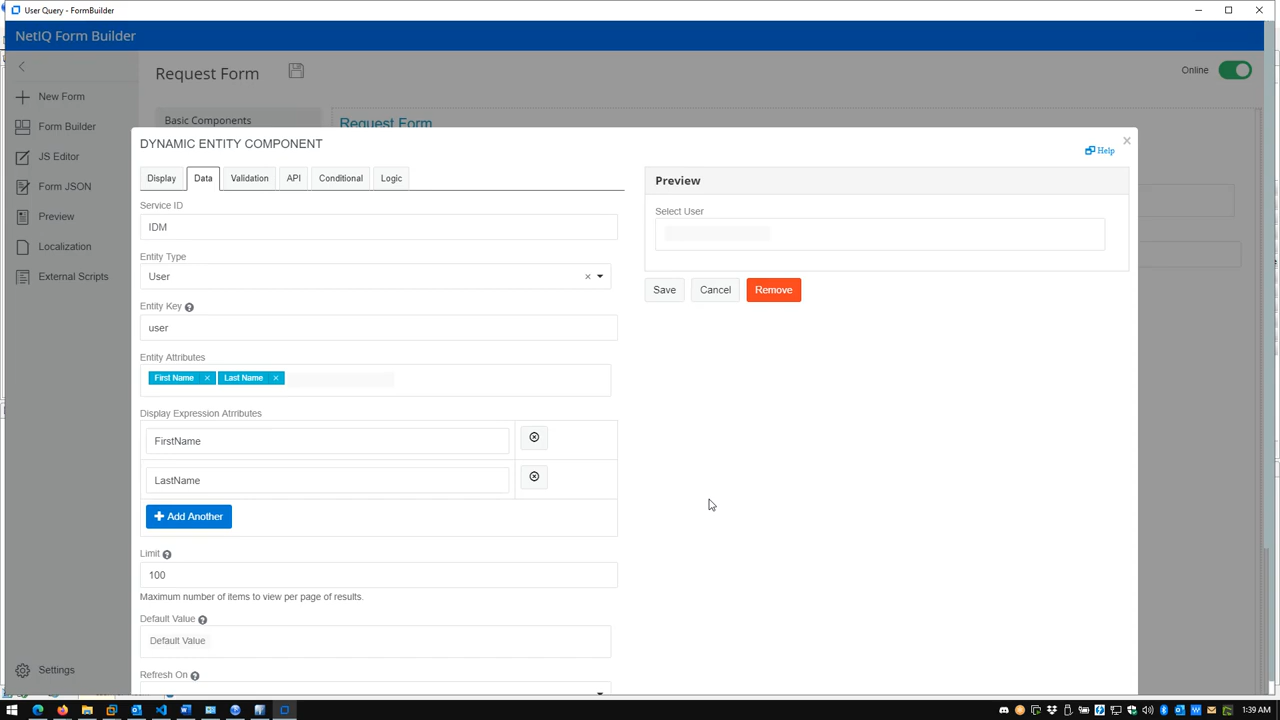 User Query - FormBuilder
NetIQ Form Builder
Request Form
Online
New Form
Form Builder
JS Editor
Form JSON
Preview
Localization
External Scripts
Settings
Basic Components
Request Form
DYNAMIC ENTITY COMPONENT
Help
Display Data Validation API Conditional Logic
Service ID
IDM
Entity Type
User
Entity Key
user
Entity Attributes
First Name × Last Name ×
Display Expression Attributes
FirstName
LastName
Add Another
Limit
100
Maximum number of items to view per page of results.
Default Value
Default Value
Refresh On
Preview
Select User
Save Cancel Remove
1:39 AM